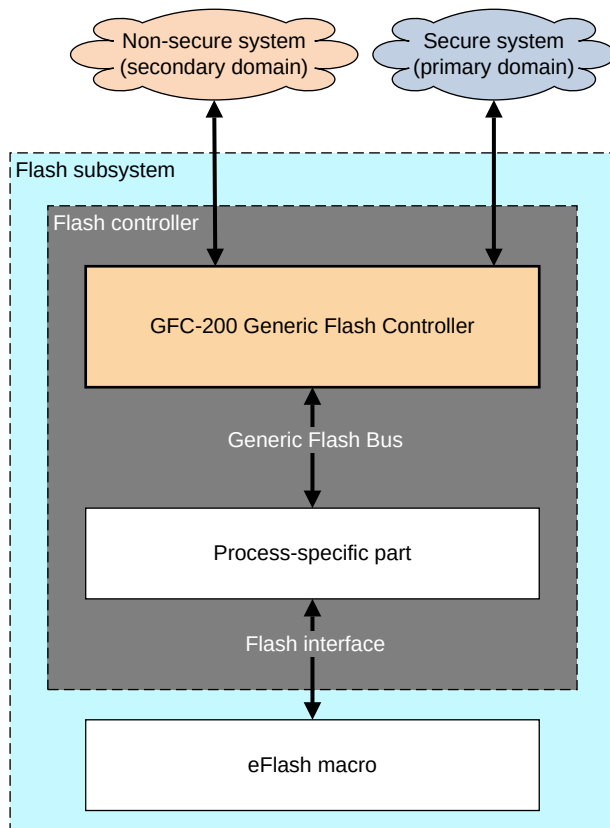 Non-secure system
(secondary domain)
Secure system
(primary domain)
Flash subsystem
Flash controller
GFC-200 Generic Flash Controller
Generic Flash Bus
Process-specific part
Flash interface
eFlash macro